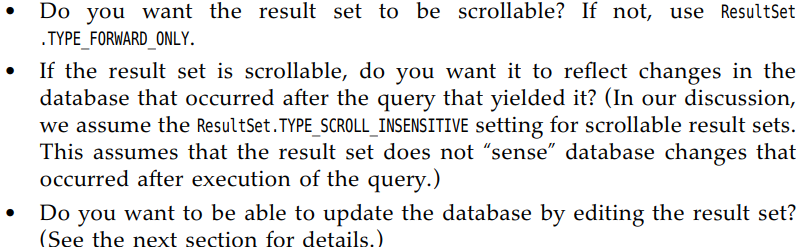 • Do you want the result set to be scrollable? If not, use ResultSet
.TYPE_FORWARD_ONLY.
• If the result set is scrollable, do you want it to reflect changes in the
database that occurred after the query that yielded it? (In our discussion,
we assume the ResultSet.TYPE_SCROLL_INSENSITIVE setting for scrollable result sets.
This assumes that the result set does not “sense” database changes that
occurred after execution of the query.)
• Do you want to be able to update the database by editing the result set?
(See the next section for details.)